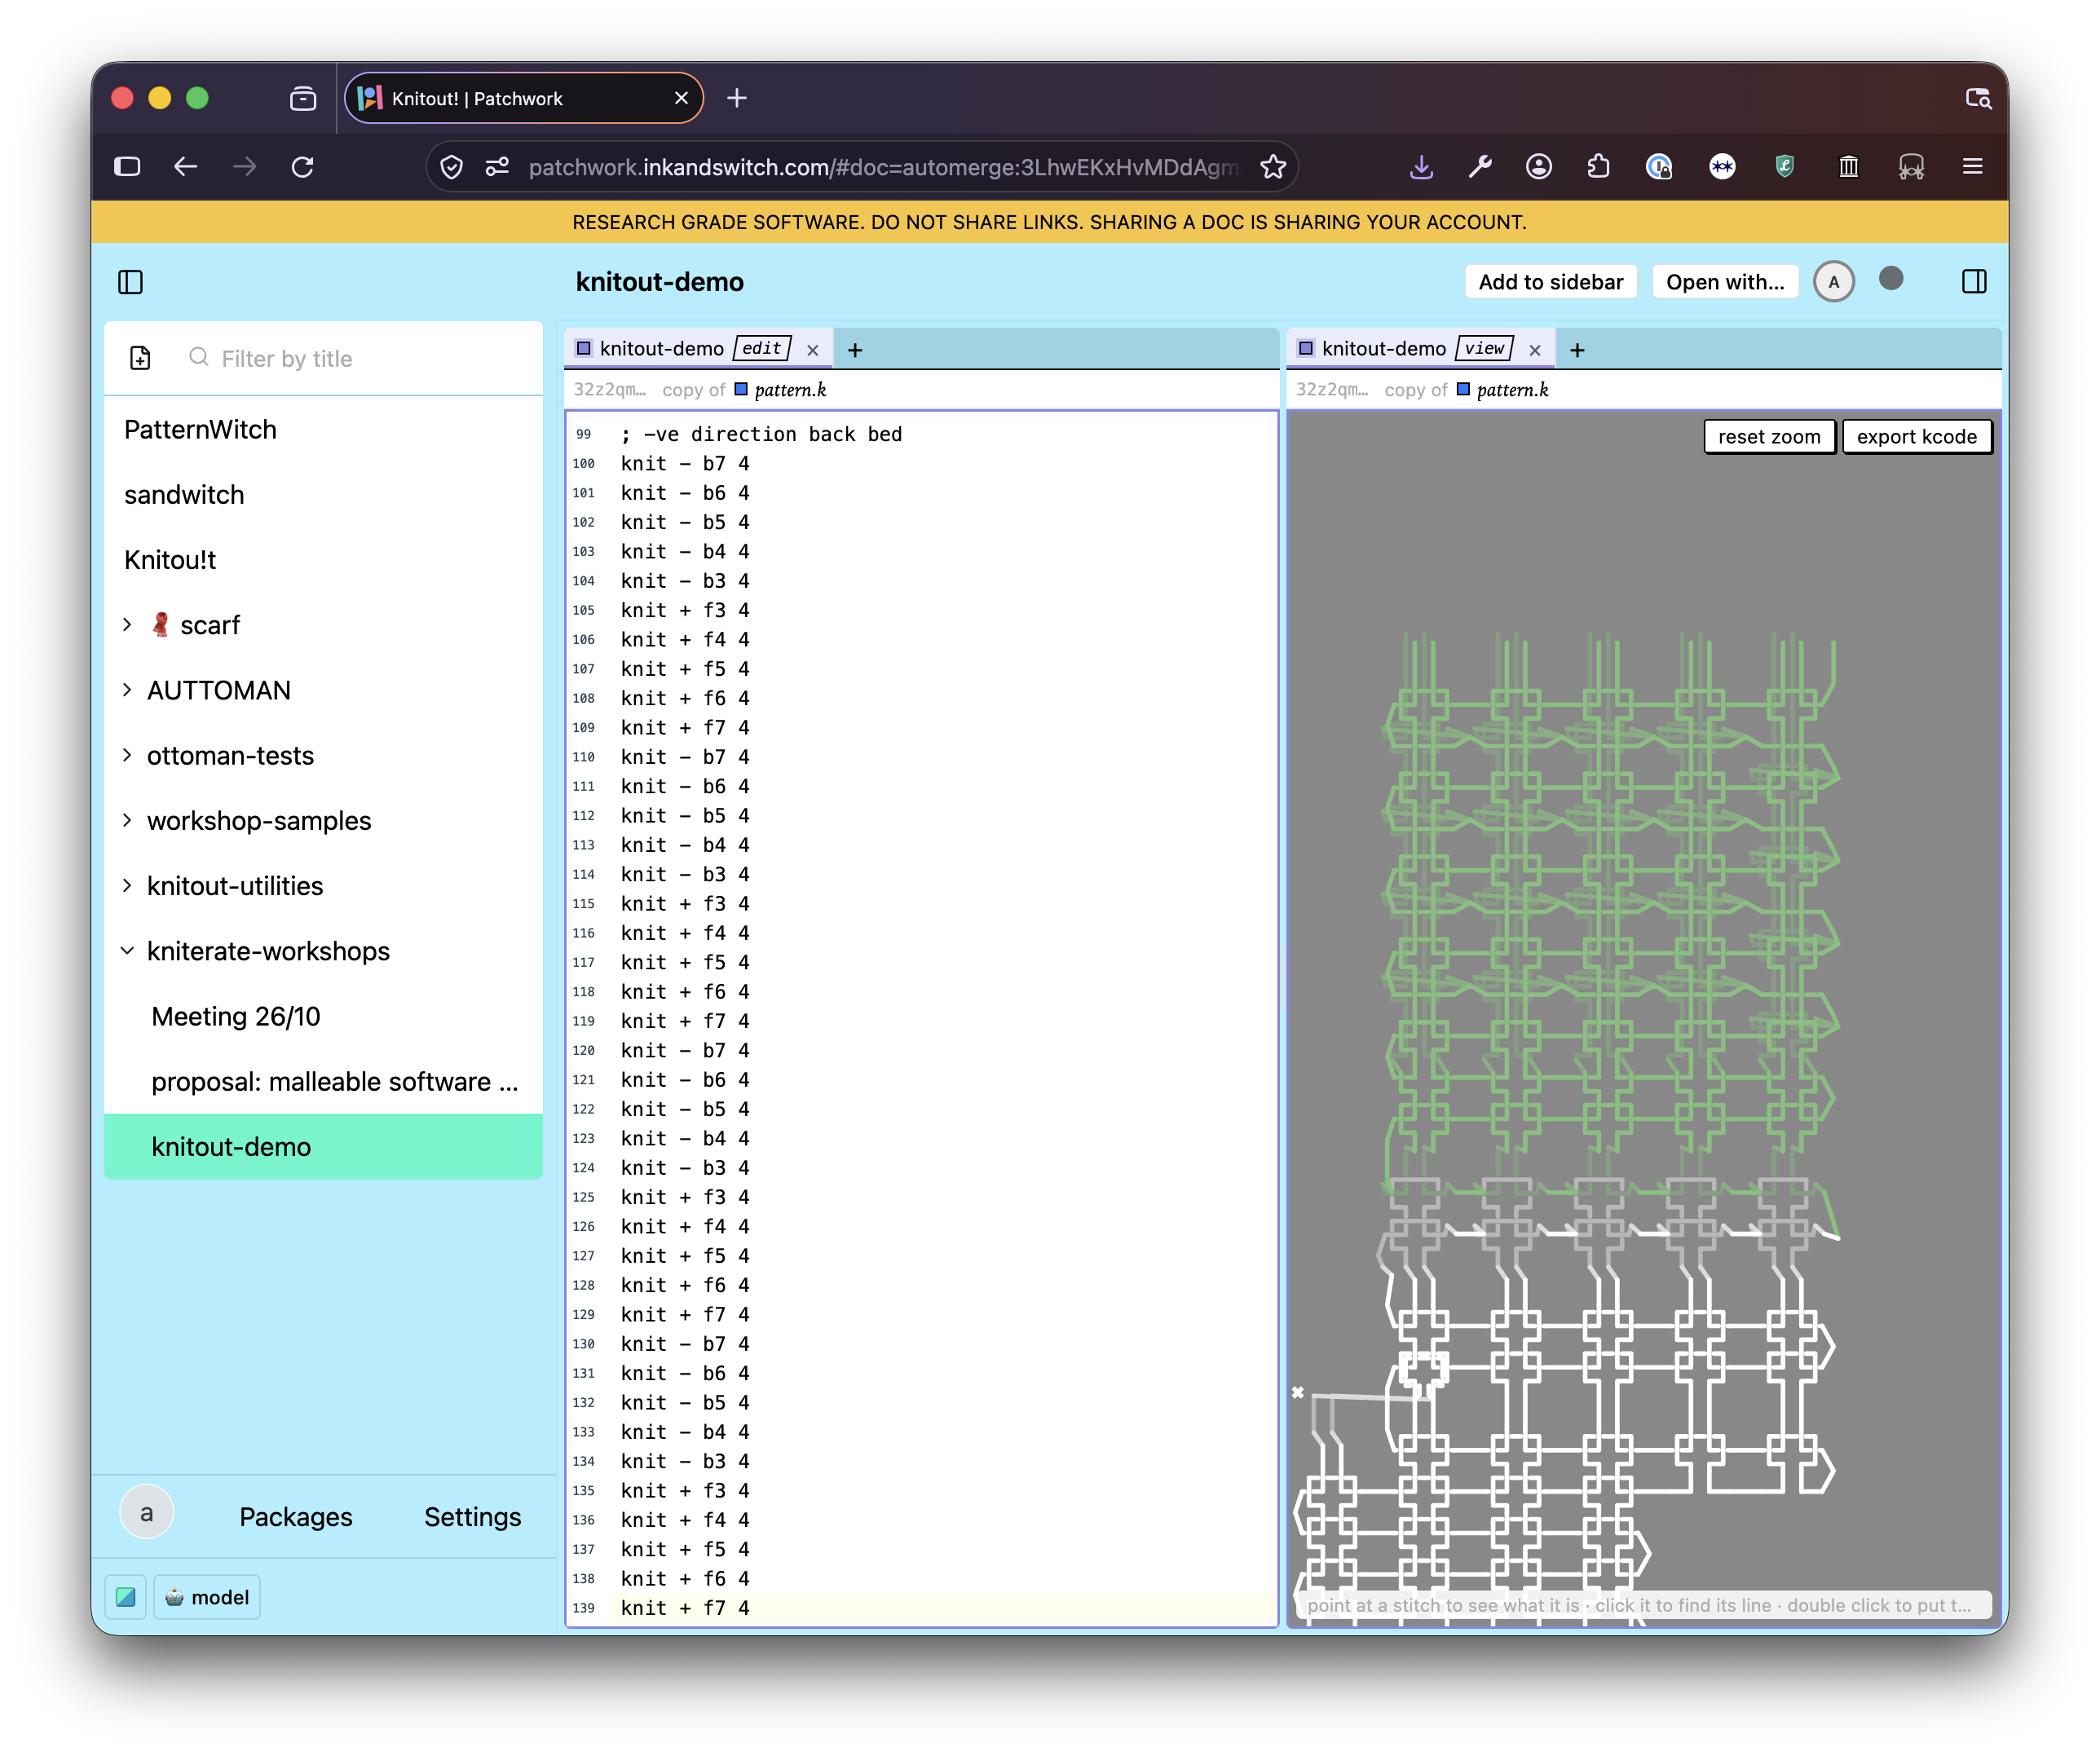 Knitout! | Patchwork
patchwork.inkandswitch.com/#doc=automerge:3LhwEKxHvMDdAgm
RESEARCH GRADE SOFTWARE. DO NOT SHARE LINKS. SHARING A DOC IS SHARING YOUR ACCOUNT.
knitout-demo
Add to sidebar
Open with...
A
Filter by title
PatternWitch
sandwitch
Knitou!t
scarf
AUTTOMAN
ottoman-tests
workshop-samples
knitout-utilities
kniterate-workshops
Meeting 26/10
proposal: malleable software ...
knitout-demo
a
Packages
Settings
model
knitout-demo edit
32z2qm… copy of pattern.k
99 ; -ve direction back bed
100 knit - b7 4
101 knit - b6 4
102 knit - b5 4
103 knit - b4 4
104 knit - b3 4
105 knit + f3 4
106 knit + f4 4
107 knit + f5 4
108 knit + f6 4
109 knit + f7 4
110 knit - b7 4
111 knit - b6 4
112 knit - b5 4
113 knit - b4 4
114 knit - b3 4
115 knit + f3 4
116 knit + f4 4
117 knit + f5 4
118 knit + f6 4
119 knit + f7 4
120 knit - b7 4
121 knit - b6 4
122 knit - b5 4
123 knit - b4 4
124 knit - b3 4
125 knit + f3 4
126 knit + f4 4
127 knit + f5 4
128 knit + f6 4
129 knit + f7 4
130 knit - b7 4
131 knit - b6 4
132 knit - b5 4
133 knit - b4 4
134 knit - b3 4
135 knit + f3 4
136 knit + f4 4
137 knit + f5 4
138 knit + f6 4
139 knit + f7 4
knitout-demo view
32z2qm… copy of pattern.k
reset zoom
export kcode
point at a stitch to see what it is · click it to find its line · double click to put t...